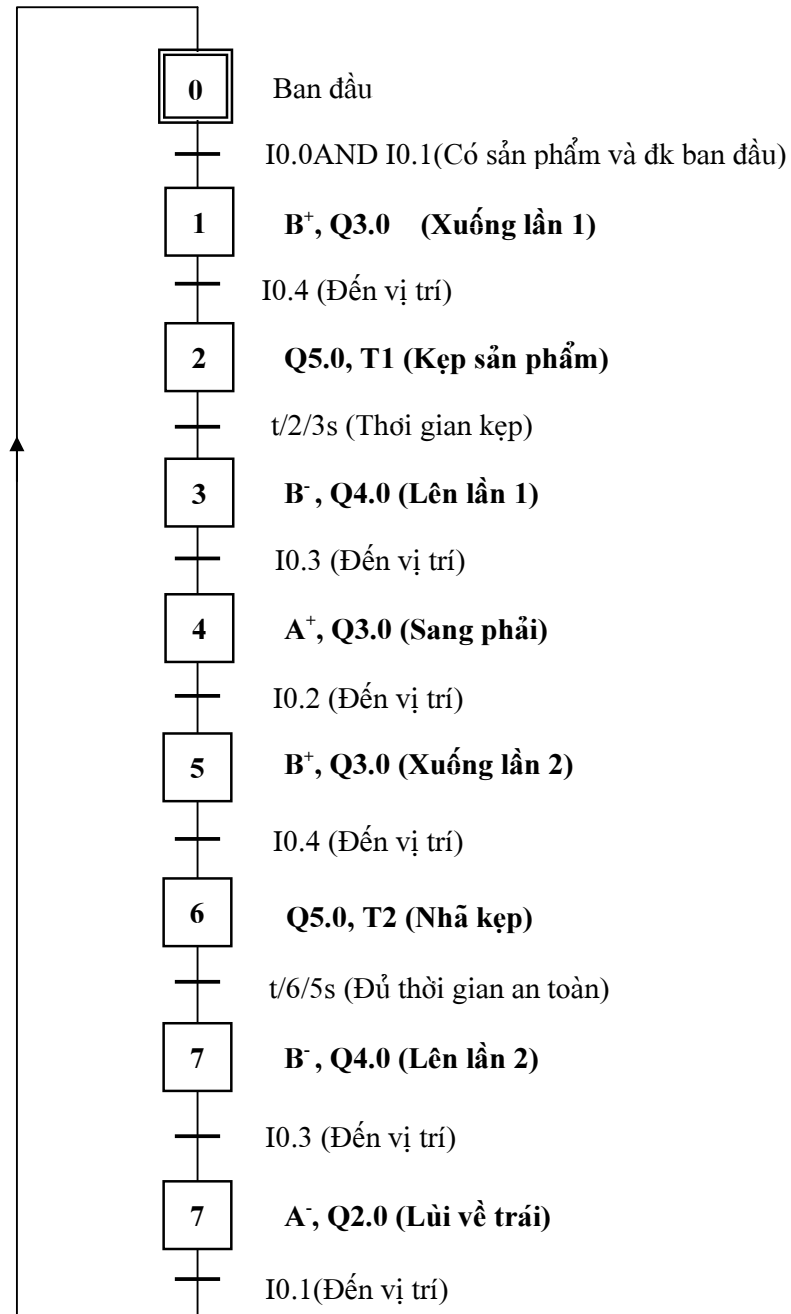 0 Ban đầu
I0.0AND I0.1(Có sản phẩm và đk ban đầu)
1 B⁺, Q3.0 (Xuống lần 1)
I0.4 (Đến vị trí)
2 Q5.0, T1 (Kẹp sản phẩm)
t/2/3s (Thơi gian kẹp)
3 B⁻, Q4.0 (Lên lần 1)
I0.3 (Đến vị trí)
4 A⁺, Q3.0 (Sang phải)
I0.2 (Đến vị trí)
5 B⁺, Q3.0 (Xuống lần 2)
I0.4 (Đến vị trí)
6 Q5.0, T2 (Nhã kẹp)
t/6/5s (Đủ thời gian an toàn)
7 B⁻, Q4.0 (Lên lần 2)
I0.3 (Đến vị trí)
7 A⁻, Q2.0 (Lùi về trái)
I0.1(Đến vị trí)